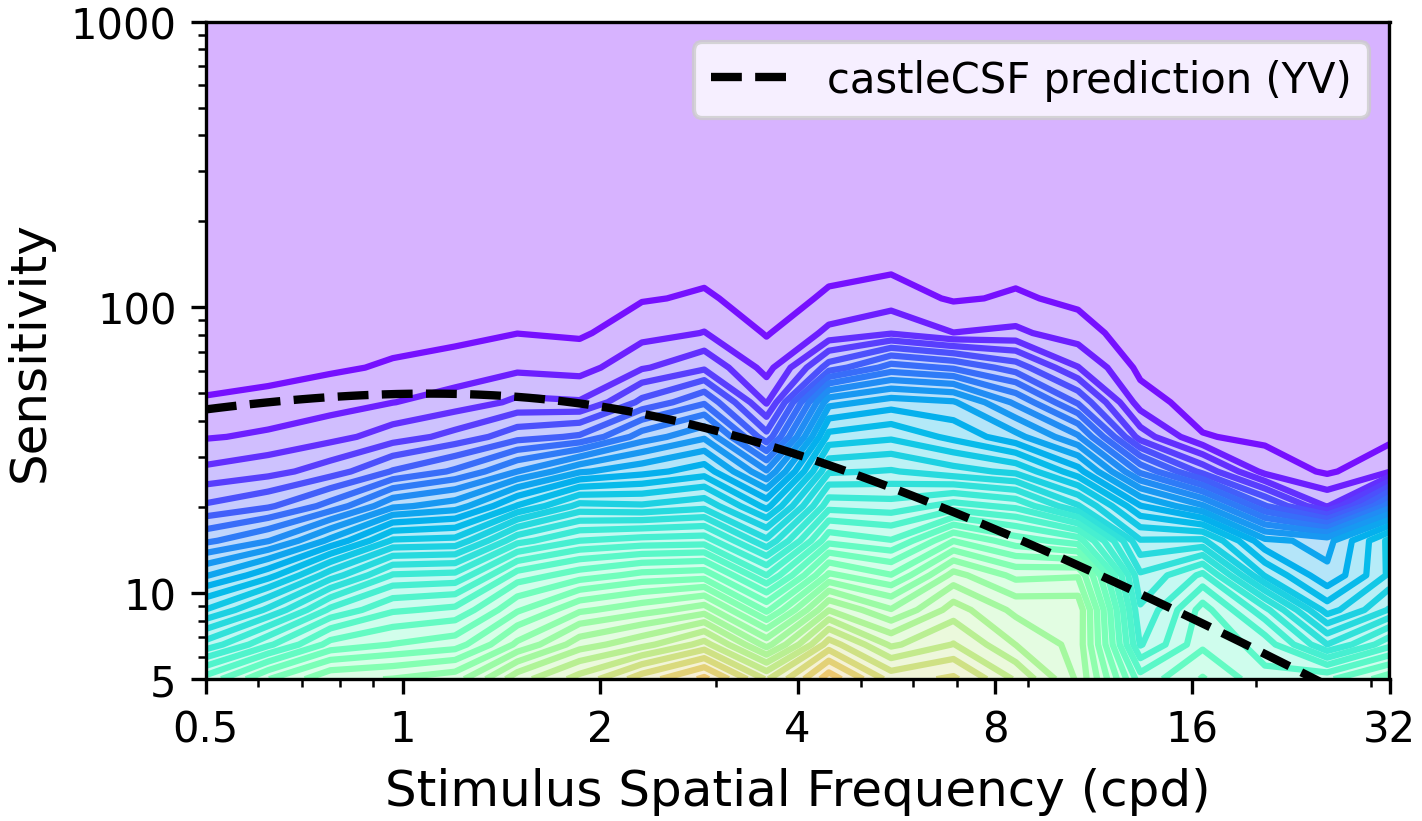 1000
100
10
5
Sensitivity
castleCSF prediction (YV)
0.5 1 2 4 8 16 32
Stimulus Spatial Frequency (cpd)